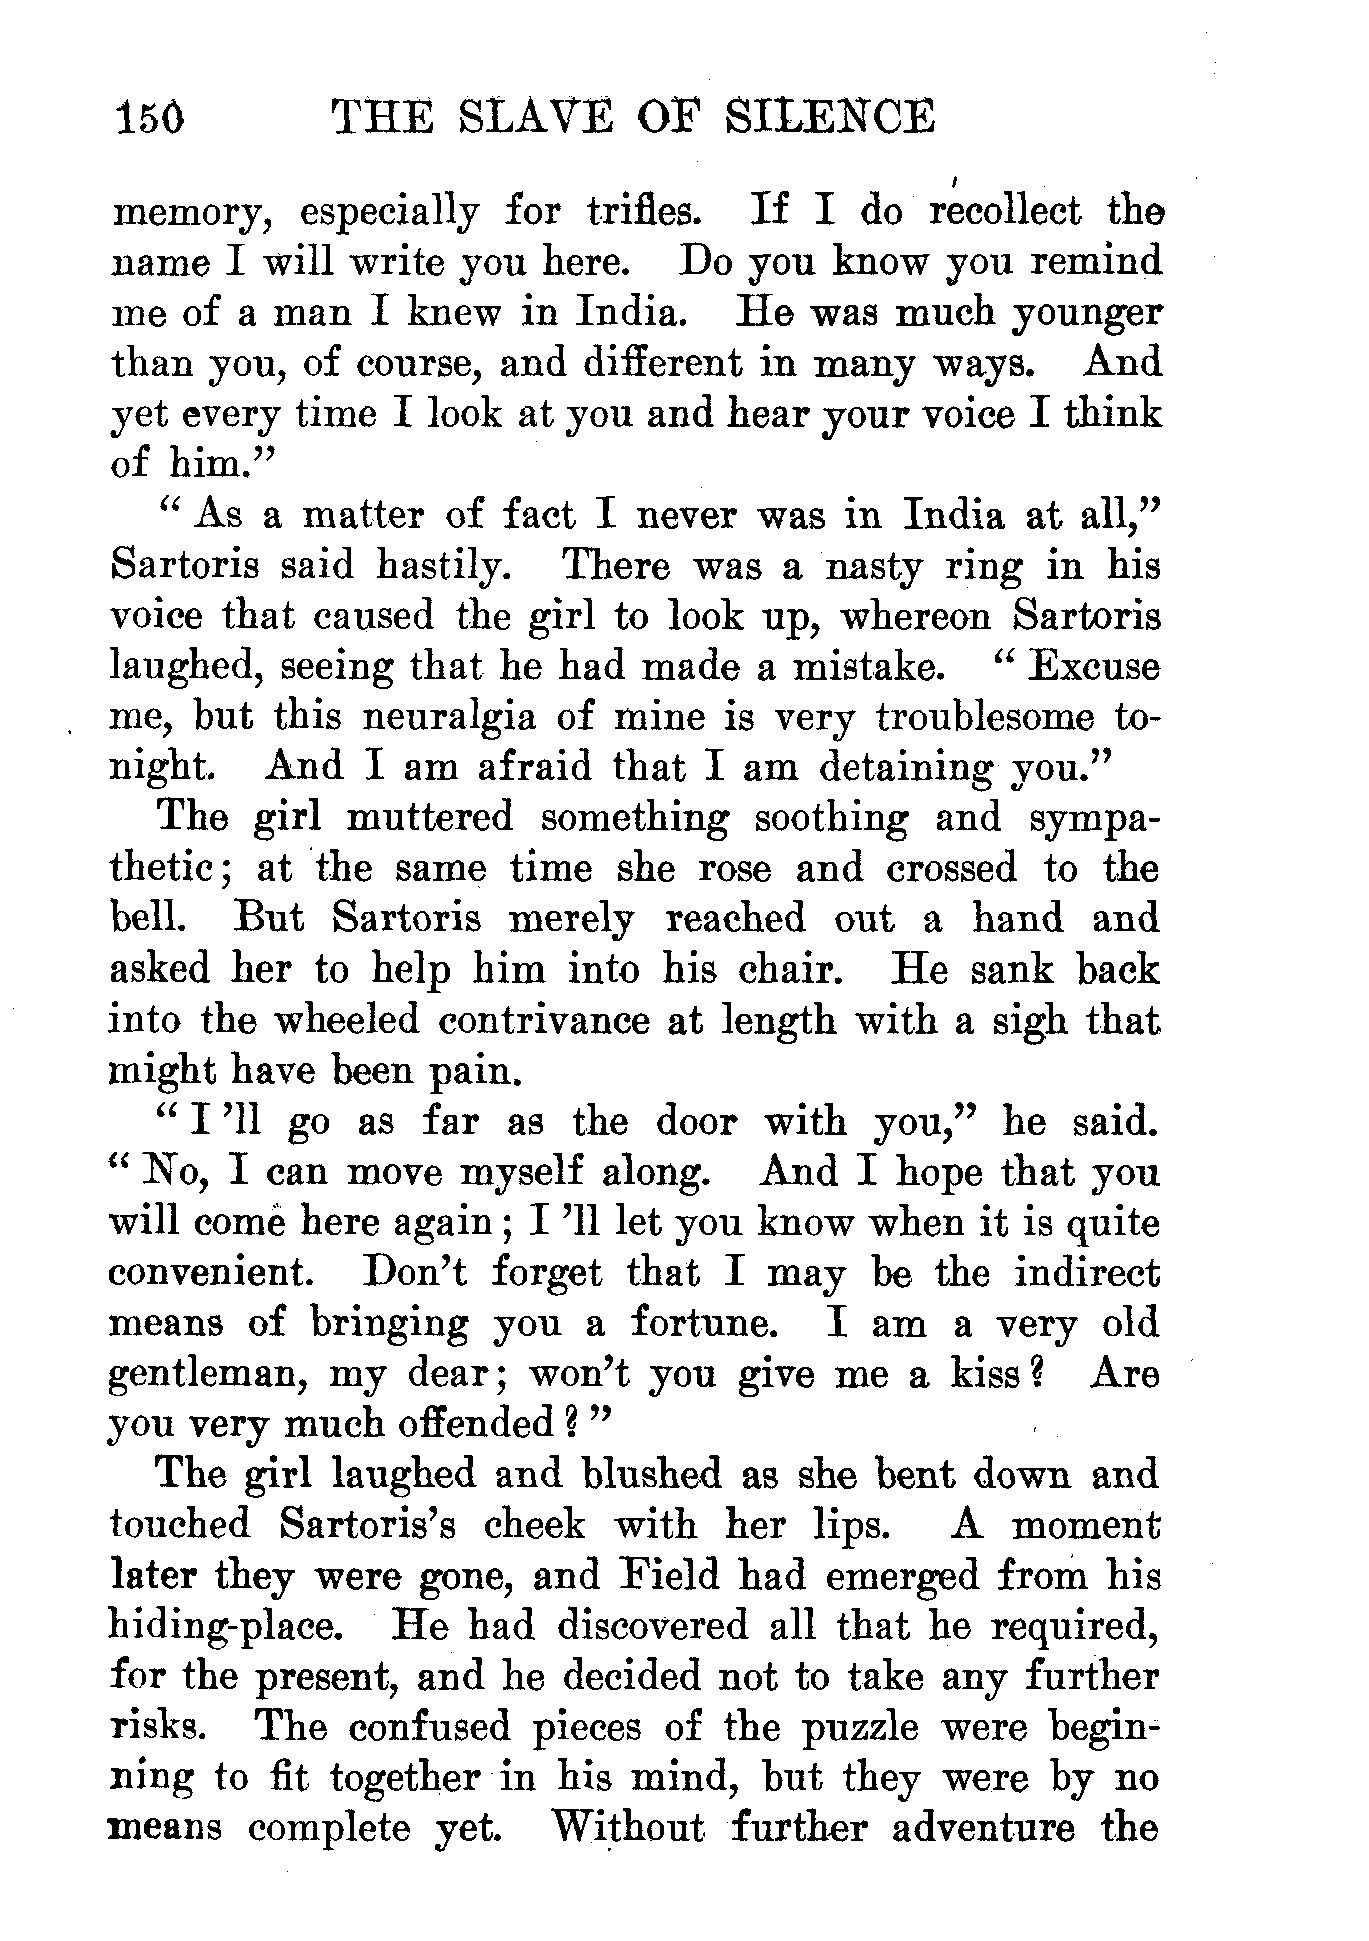 150 THE SLAVE OF SILENCE
memory, especially for trifles. If I do recollect the
name I will write you here. Do you know you remind
me of a man I knew in India. He was much younger
than you, of course, and different in many ways. And
yet every time I look at you and hear your voice I think
of him.”
“ As a matter of fact I never was in India at all,”
Sartoris said hastily. There was a nasty ring in his
voice that caused the girl to look up, whereon Sartoris
laughed, seeing that he had made a mistake. “ Excuse
me, but this neuralgia of mine is very troublesome to-
night. And I am afraid that I am detaining you.”
The girl muttered something soothing and sympa-
thetic; at the same time she rose and crossed to the
bell. But Sartoris merely reached out a hand and
asked her to help him into his chair. He sank back
into the wheeled contrivance at length with a sigh that
might have been pain.
“ I ’ll go as far as the door with you,” he said.
“ No, I can move myself along. And I hope that you
will come here again ; I ’ll let you know when it is quite
convenient. Don’t forget that I may be the indirect
means of bringing you a fortune. I am a very old
gentleman, my dear; won’t you give me a kiss ? Are
you very much offended ? ”
The girl laughed and blushed as she bent down and
touched Sartoris’s cheek with her lips. A moment
later they were gone, and Field had emerged from his
hiding-place. He had discovered all that he required,
for the present, and he decided not to take any further
risks. The confused pieces of the puzzle were begin-
ning to fit together in his mind, but they were by no
means complete yet. Without further adventure the